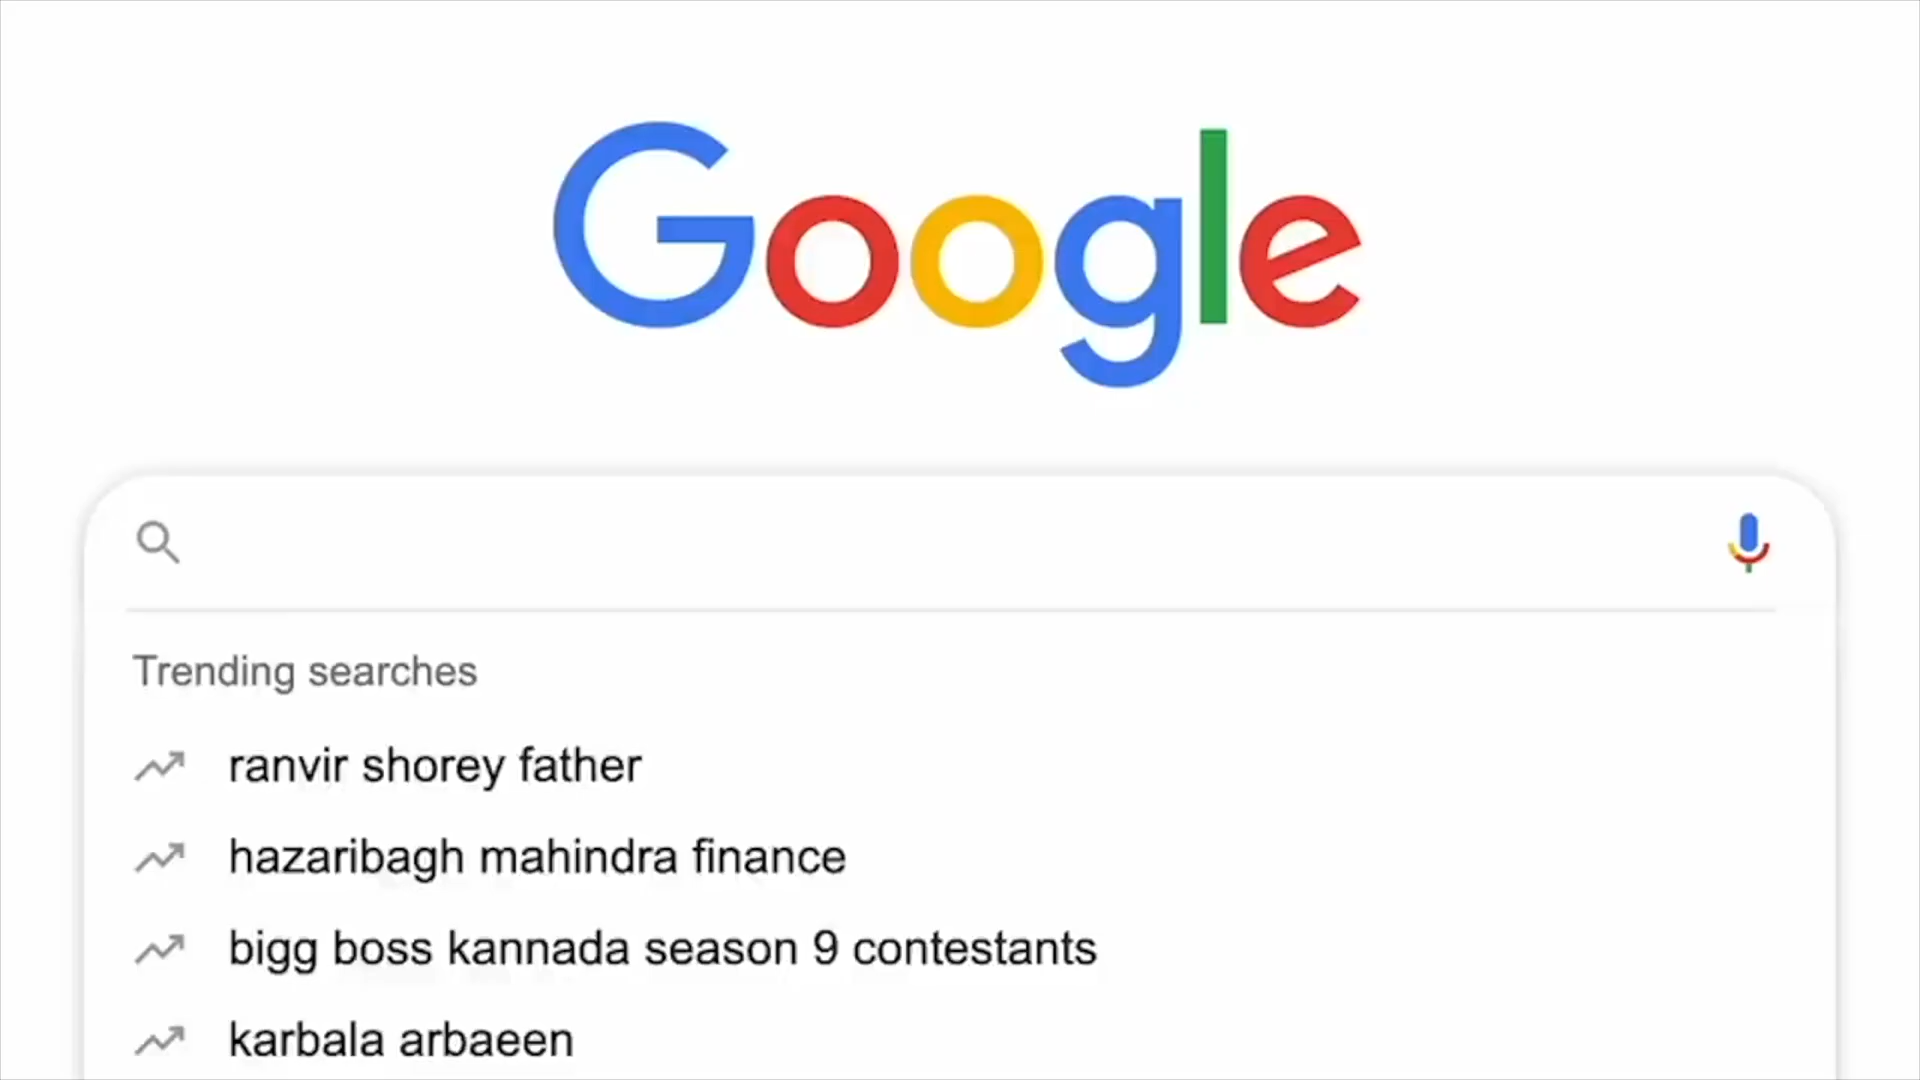 Google
Trending searches
ranvir shorey father
hazaribagh mahindra finance
bigg boss kannada season 9 contestants
karbala arbaeen